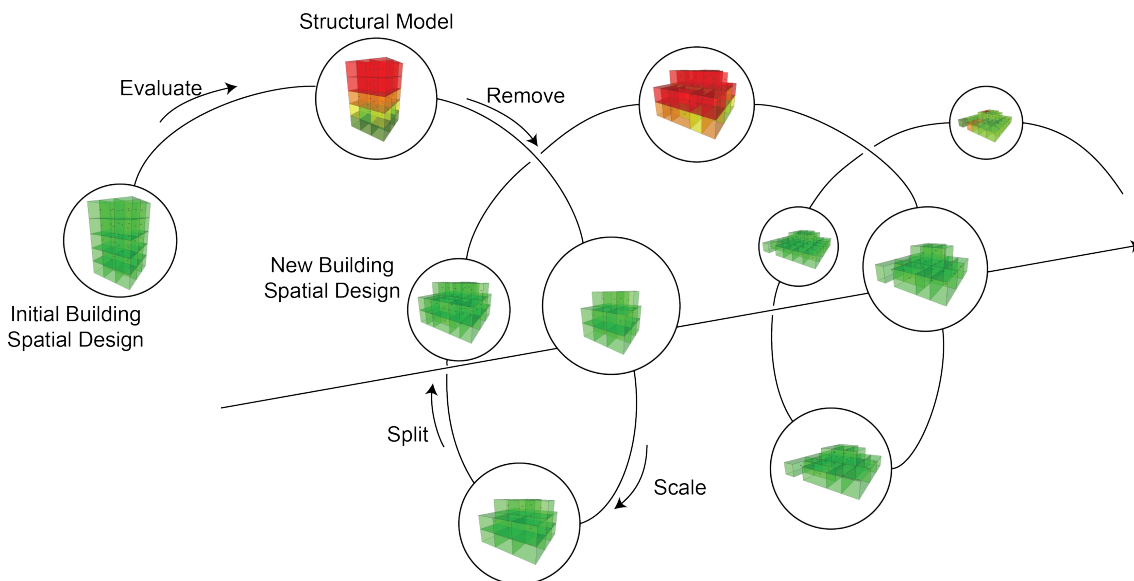 Structural Model
Evaluate
Remove
Initial Building
Spatial Design
New Building
Spatial Design
Split
Scale